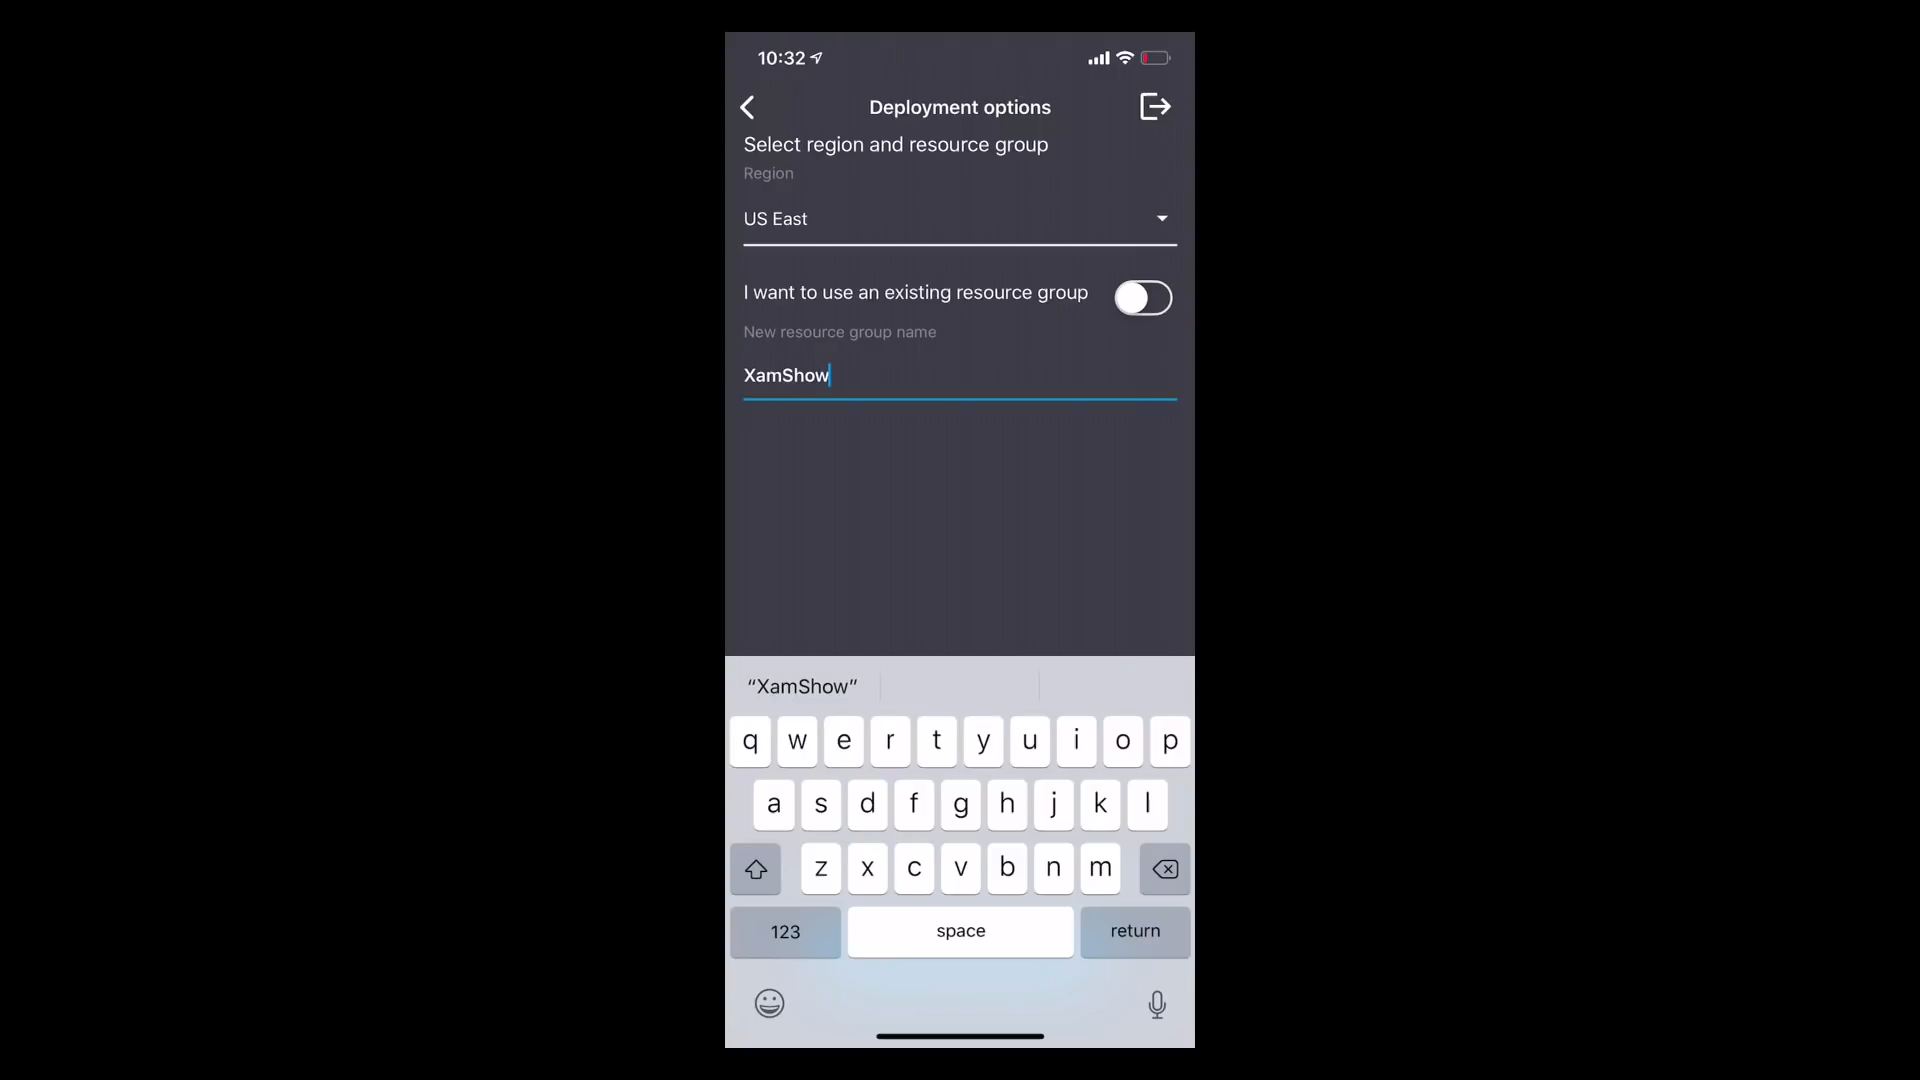 10:32
Deployment options
Select region and resource group
Region
US East
I want to use an existing resource group
New resource group name
XamShow
“XamShow”
q w e r t y u i o p
a s d f g h j k l
z x c v b n m
123 space return